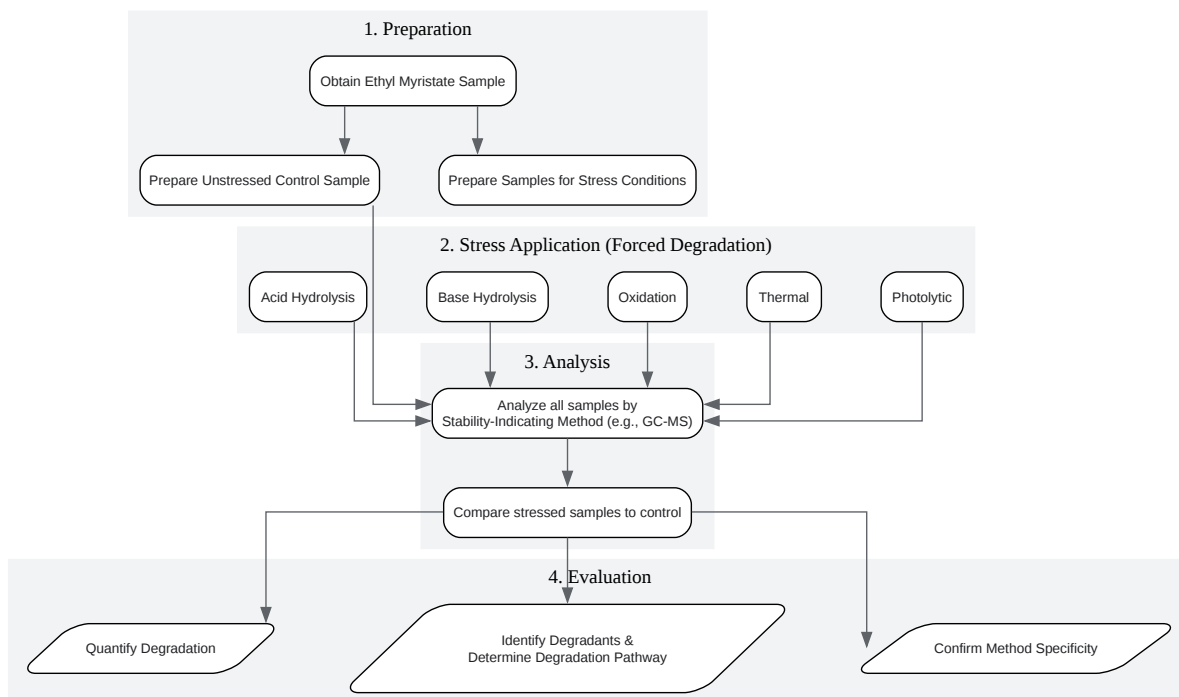 1. Preparation
Obtain Ethyl Myristate Sample
Prepare Unstressed Control Sample
Prepare Samples for Stress Conditions
2. Stress Application (Forced Degradation)
Acid Hydrolysis
Base Hydrolysis
Oxidation
Thermal
Photolytic
3. Analysis
Analyze all samples by
Stability-Indicating Method (e.g., GC-MS)
Compare stressed samples to control
4. Evaluation
Quantify Degradation
Identify Degradants &
Determine Degradation Pathway
Confirm Method Specificity